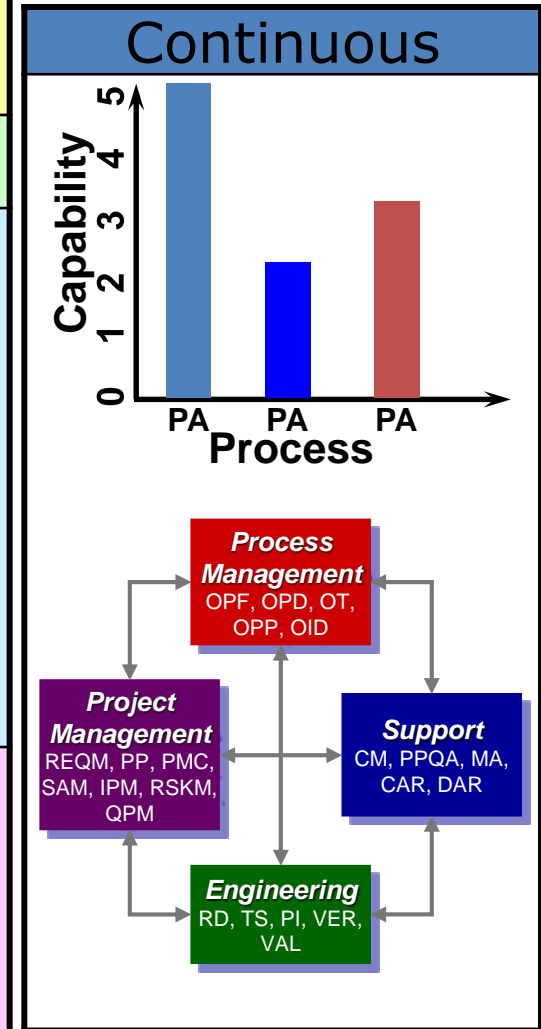 Continuous
Capability
5
4
3
2
1
0
PA PA PA
Process
Process
Management
OPF, OPD, OT,
OPP, OID
Project
Management
REQM, PP, PMC,
SAM, IPM, RSKM,
QPM
Support
CM, PPQA, MA,
CAR, DAR
Engineering
RD, TS, PI, VER,
VAL